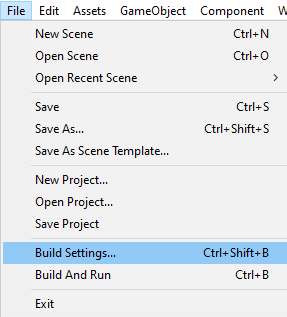 File Edit Assets GameObject Component
New Scene Ctrl+N
Open Scene Ctrl+O
Open Recent Scene >
Save Ctrl+S
Save As... Ctrl+Shift+S
Save As Scene Template...
New Project...
Open Project...
Save Project
Build Settings... Ctrl+Shift+B
Build And Run Ctrl+B
Exit